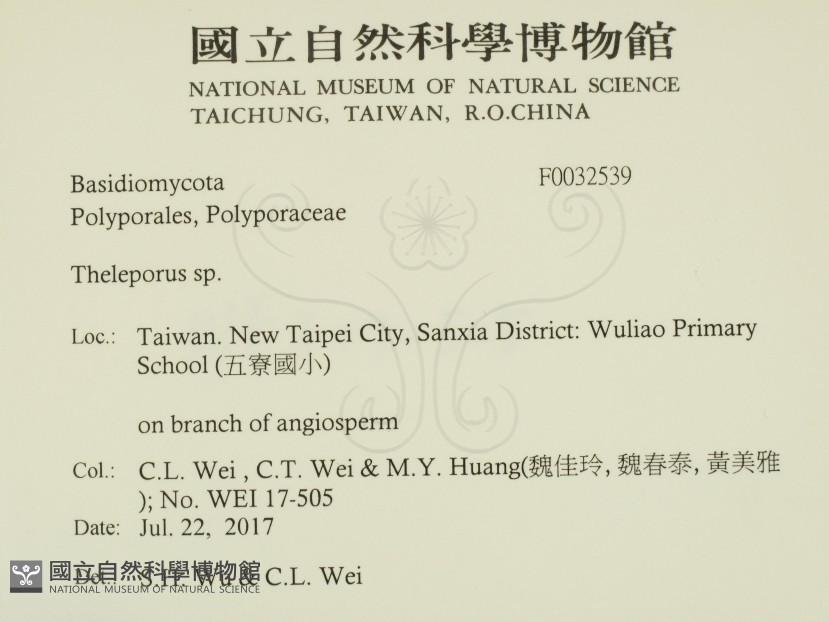 國立自然科學博物館
NATIONAL MUSEUM OF NATURAL SCIENCE
TAICHUNG, TAIWAN, R.O.CHINA
Basidiomycota F0032539
Polyporales, Polyporaceae
Theleporus sp.
Loc.: Taiwan. New Taipei City, Sanxia District: Wuliao Primary
School (五寮國小)
on branch of angiosperm
Col.: C.L. Wei , C.T. Wei & M.Y. Huang(魏佳玲, 魏春泰, 黃美雅
); No. WEI 17-505
Date: Jul. 22, 2017
Det.: S.H. Wu & C.L. Wei
國立自然科學博物館
NATIONAL MUSEUM OF NATURAL SCIENCE